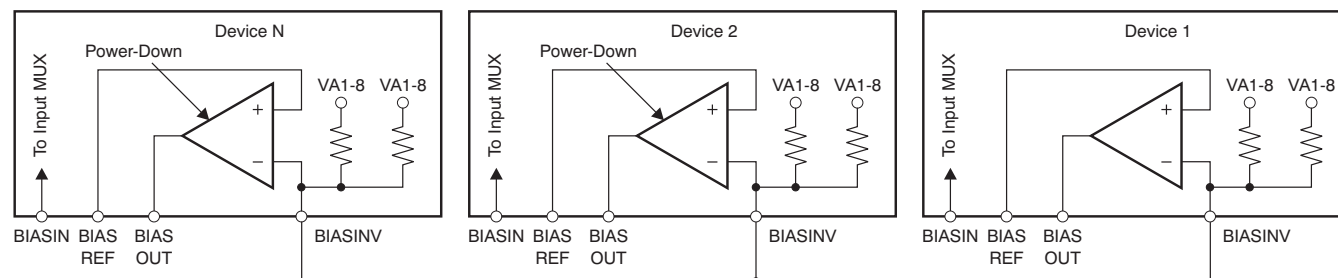 Device N
Power-Down
To Input MUX
VA1-8
VA1-8
+
−
BIASIN
BIAS
REF
BIAS
OUT
BIASINV
Device 2
Power-Down
To Input MUX
VA1-8
VA1-8
+
−
BIASIN
BIAS
REF
BIAS
OUT
BIASINV
Device 1
To Input MUX
VA1-8
VA1-8
+
−
BIASIN
BIAS
REF
BIAS
OUT
BIASINV